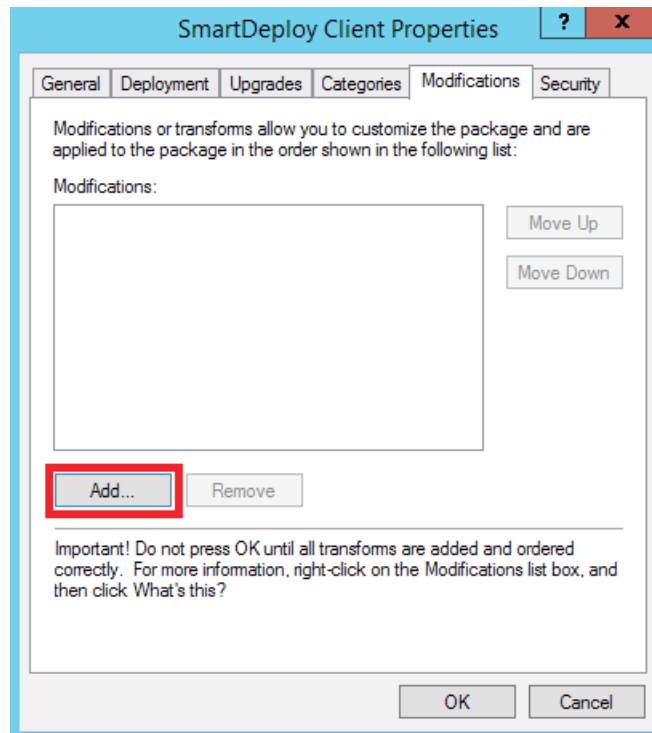 SmartDeploy Client Properties
? x
General Deployment Upgrades Categories Modifications Security
Modifications or transforms allow you to customize the package and are
applied to the package in the order shown in the following list:
Modifications:
Move Up
Move Down
Add... Remove
Important! Do not press OK until all transforms are added and ordered
correctly. For more information, right-click on the Modifications list box, and
then click What's this?
OK Cancel